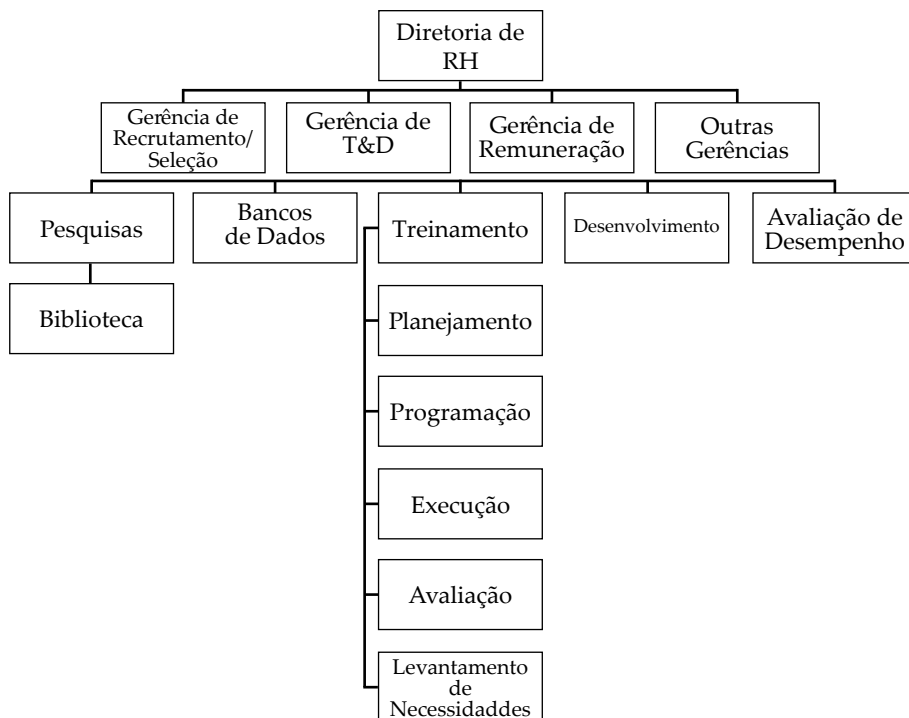 Diretoria de
RH
Gerência de
Recrutamento/
Seleção
Gerência de
T&D
Gerência de
Remuneração
Outras
Gerências
Pesquisas
Bancos
de Dados
Treinamento
Desenvolvimento
Avaliação de
Desempenho
Biblioteca
Planejamento
Programação
Execução
Avaliação
Levantamento
de
Necessidaddes